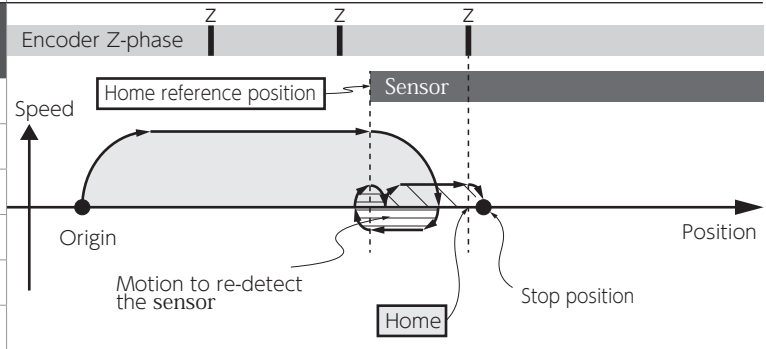 Z Z Z
Encoder Z-phase
Home reference position
Sensor
Speed
Origin
Position
Motion to re-detect
the sensor
Stop position
Home